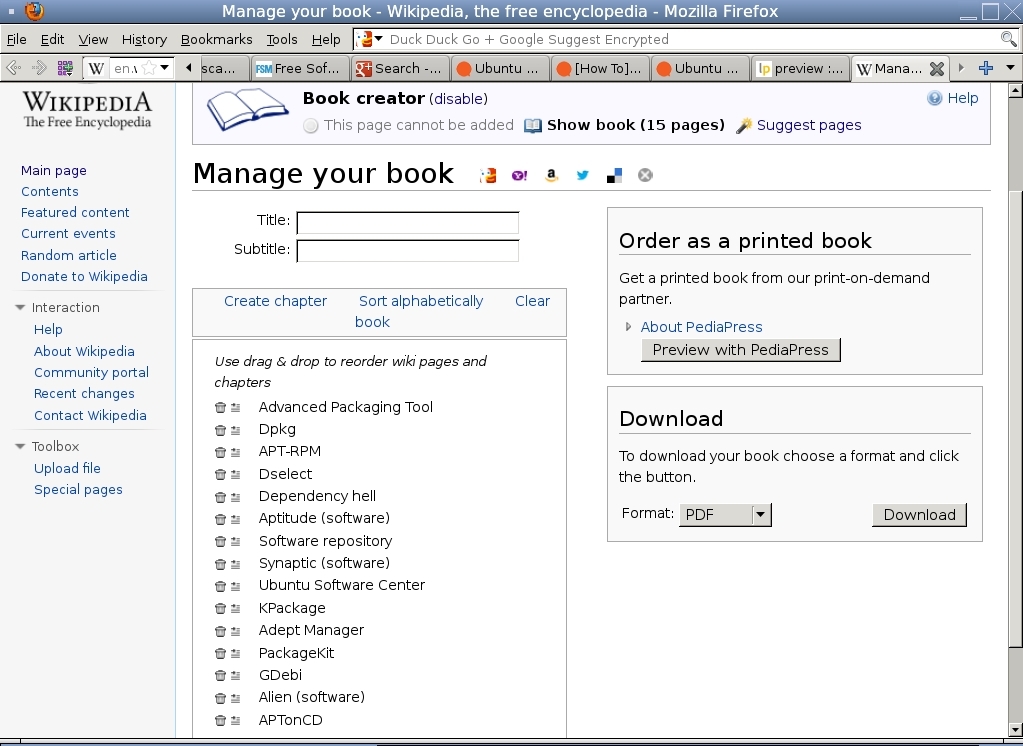 Manage your book - Wikipedia, the free encyclopedia - Mozilla Firefox
File Edit View History Bookmarks Tools Help Duck Duck Go + Google Suggest Encrypted
W en.v sca... FSM Free Sof... Search -... Ubuntu ... [How To]... Ubuntu ... lp preview :... W Mana...
WIKIPEDIA
The Free Encyclopedia
Main page
Contents
Featured content
Current events
Random article
Donate to Wikipedia
Interaction
Help
About Wikipedia
Community portal
Recent changes
Contact Wikipedia
Toolbox
Upload file
Special pages
Book creator (disable) Help
This page cannot be added Show book (15 pages) Suggest pages
Manage your book
Title:
Subtitle:
Create chapter Sort alphabetically Clear
book
Use drag & drop to reorder wiki pages and
chapters
Advanced Packaging Tool
Dpkg
APT-RPM
Dselect
Dependency hell
Aptitude (software)
Software repository
Synaptic (software)
Ubuntu Software Center
KPackage
Adept Manager
PackageKit
GDebi
Alien (software)
APTonCD
Order as a printed book
Get a printed book from our print-on-demand
partner.
About PediaPress
Preview with PediaPress
Download
To download your book choose a format and click
the button.
Format: PDF Download